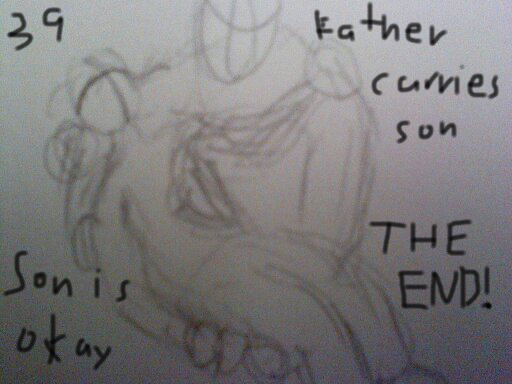 39
Father
carries
son
THE
END!
Son is
okay